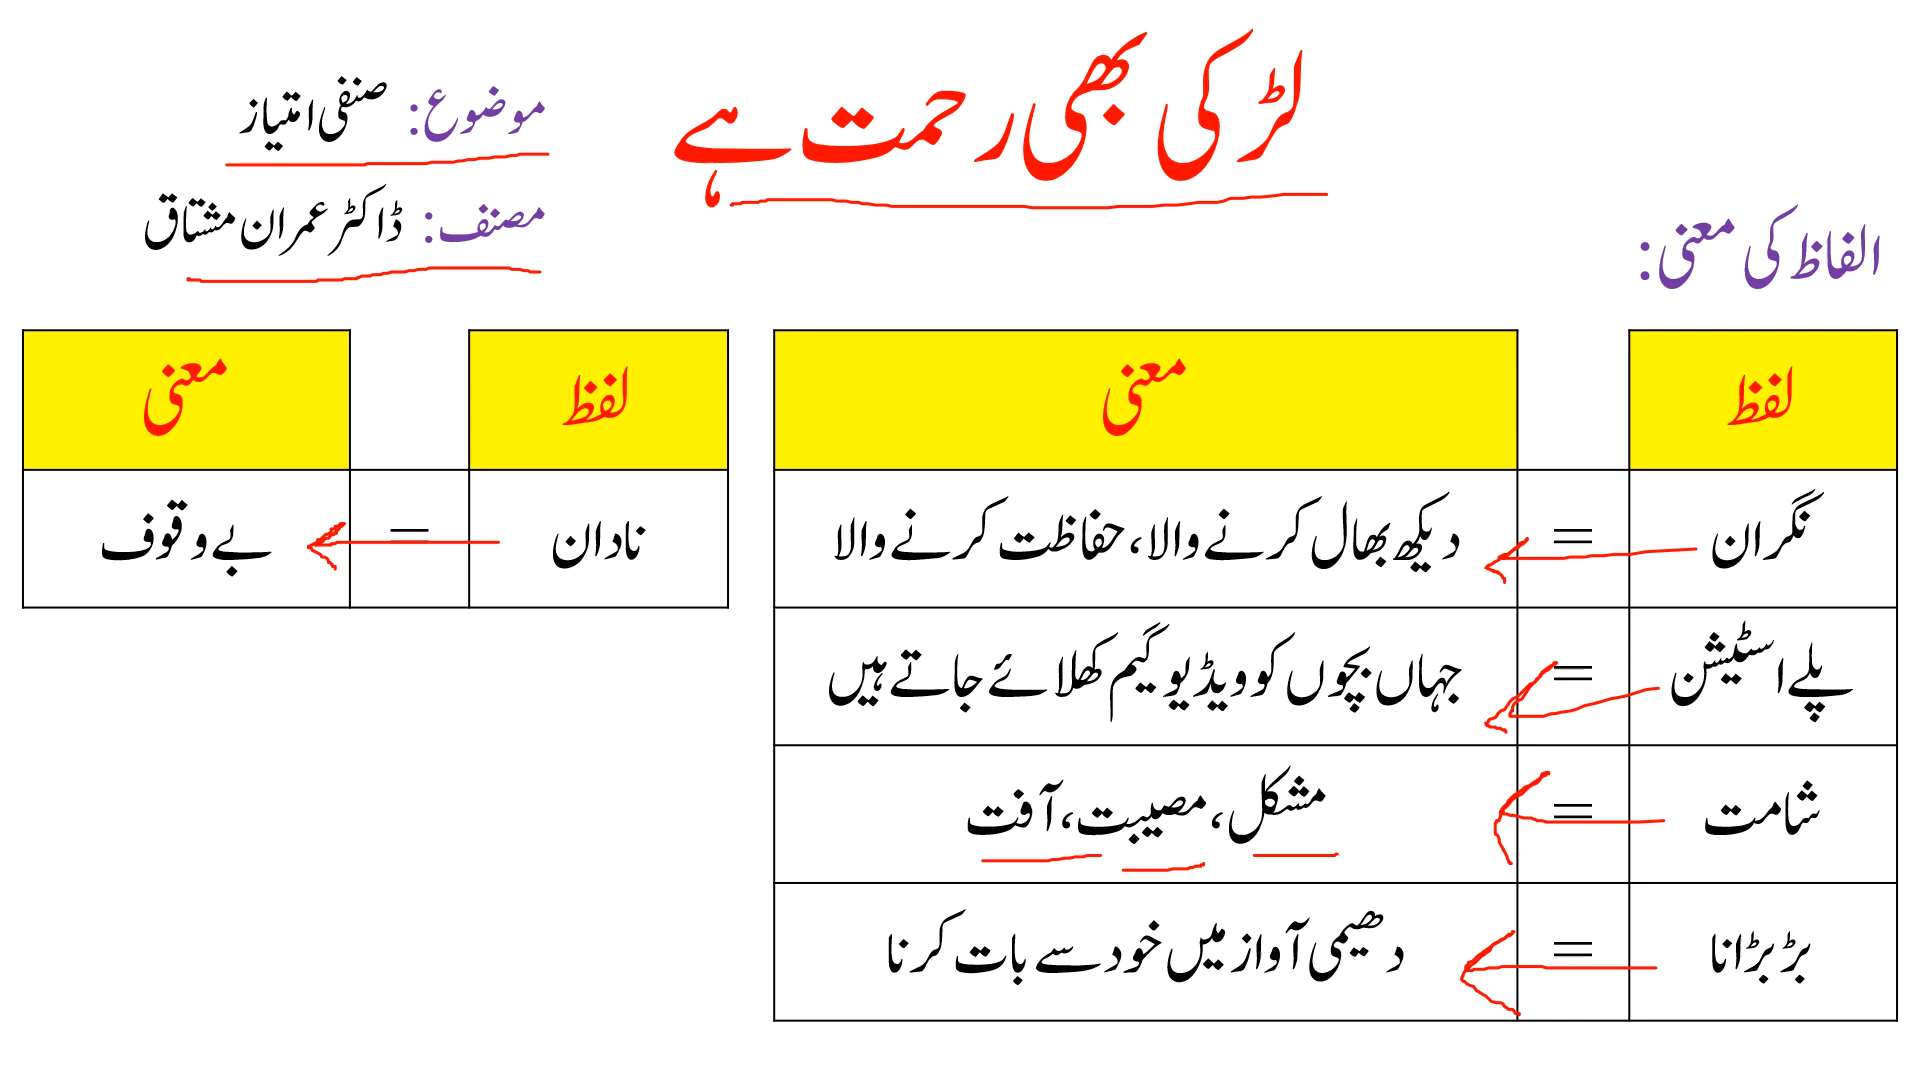 لڑکی بھی رحمت ہے
موضوع: صنفی امتیاز
مصنف: ڈاکٹر عمران مشتاق
الفاظ کی معنی:
لفظ معنی
نگران = دیکھ بھال کرنے والا، حفاظت کرنے والا
پلے اسٹیشن = جہاں بچوں کو ویڈیو گیم کھلائے جاتے ہیں
شامت = مشکل، مصیبت، آفت
بڑبڑانا = دھیمی آواز میں خود سے بات کرنا
لفظ معنی
نادان = بے وقوف